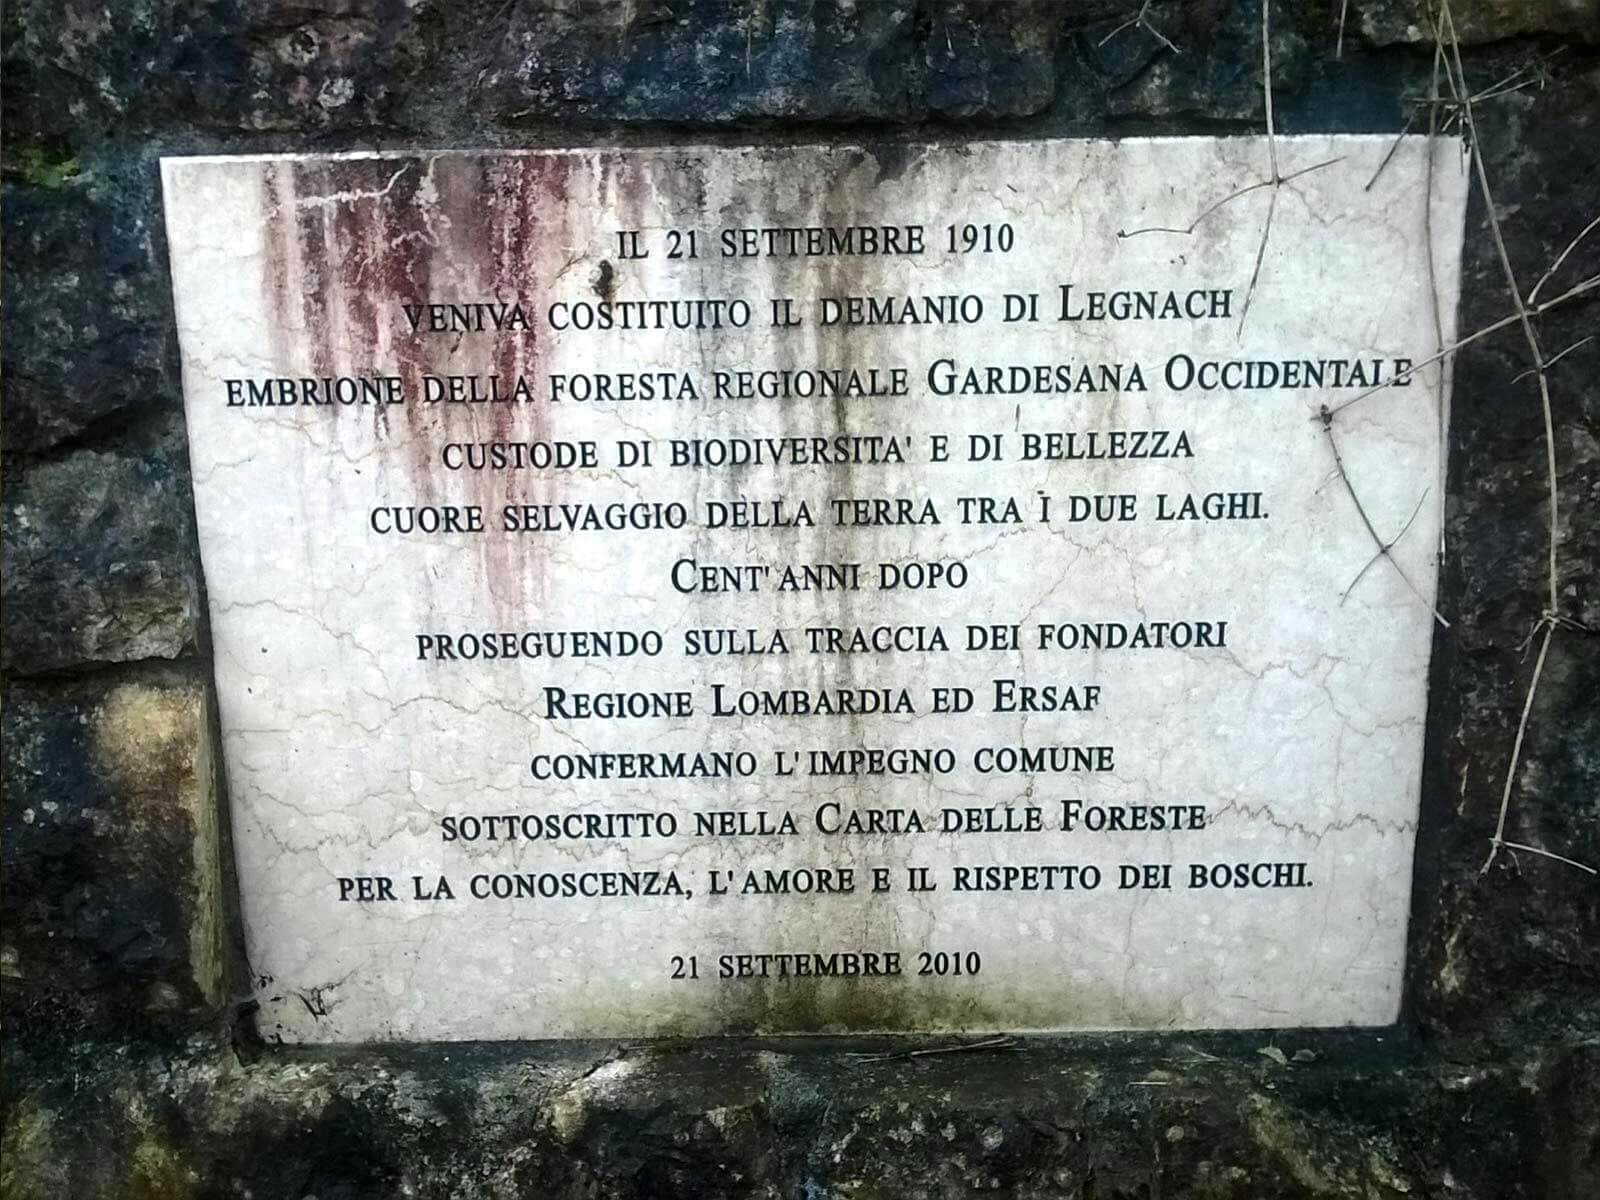 IL 21 SETTEMBRE 1910
VENIVA COSTITUITO IL DEMANIO DI LEGNACH
EMBRIONE DELLA FORESTA REGIONALE GARDESANA OCCIDENTALE
CUSTODE DI BIODIVERSITA' E DI BELLEZZA
CUORE SELVAGGIO DELLA TERRA TRA I DUE LAGHI.
CENT'ANNI DOPO
PROSEGUENDO SULLA TRACCIA DEI FONDATORI
REGIONE LOMBARDIA ED ERSAF
CONFERMANO L'IMPEGNO COMUNE
SOTTOSCRITTO NELLA CARTA DELLE FORESTE
PER LA CONOSCENZA, L'AMORE E IL RISPETTO DEI BOSCHI.
21 SETTEMBRE 2010